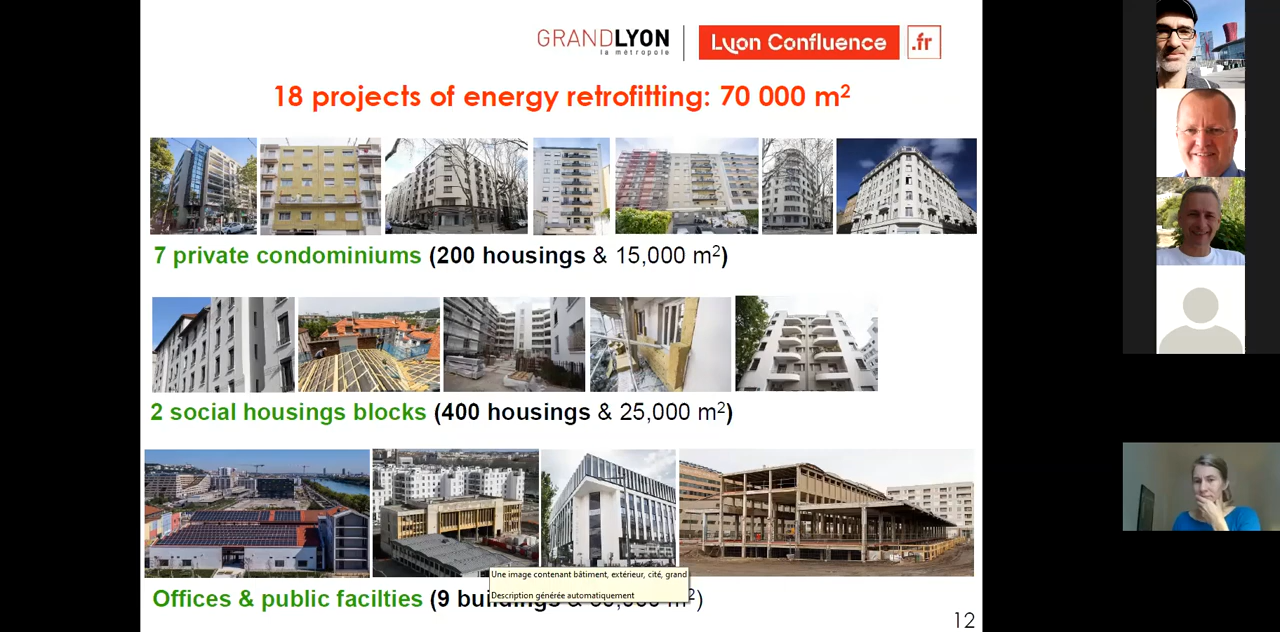 GRANDLYON
la métropole
Lyon Confluence
.fr
18 projects of energy retrofitting: 70 000 m²
7 private condominiums (200 housings & 15,000 m²)
2 social housings blocks (400 housings & 25,000 m²)
Une image contenant bâtiment, extérieur, cité, grand
Description générée automatiquement
Offices & public facilties (9 buildings & m²)
12